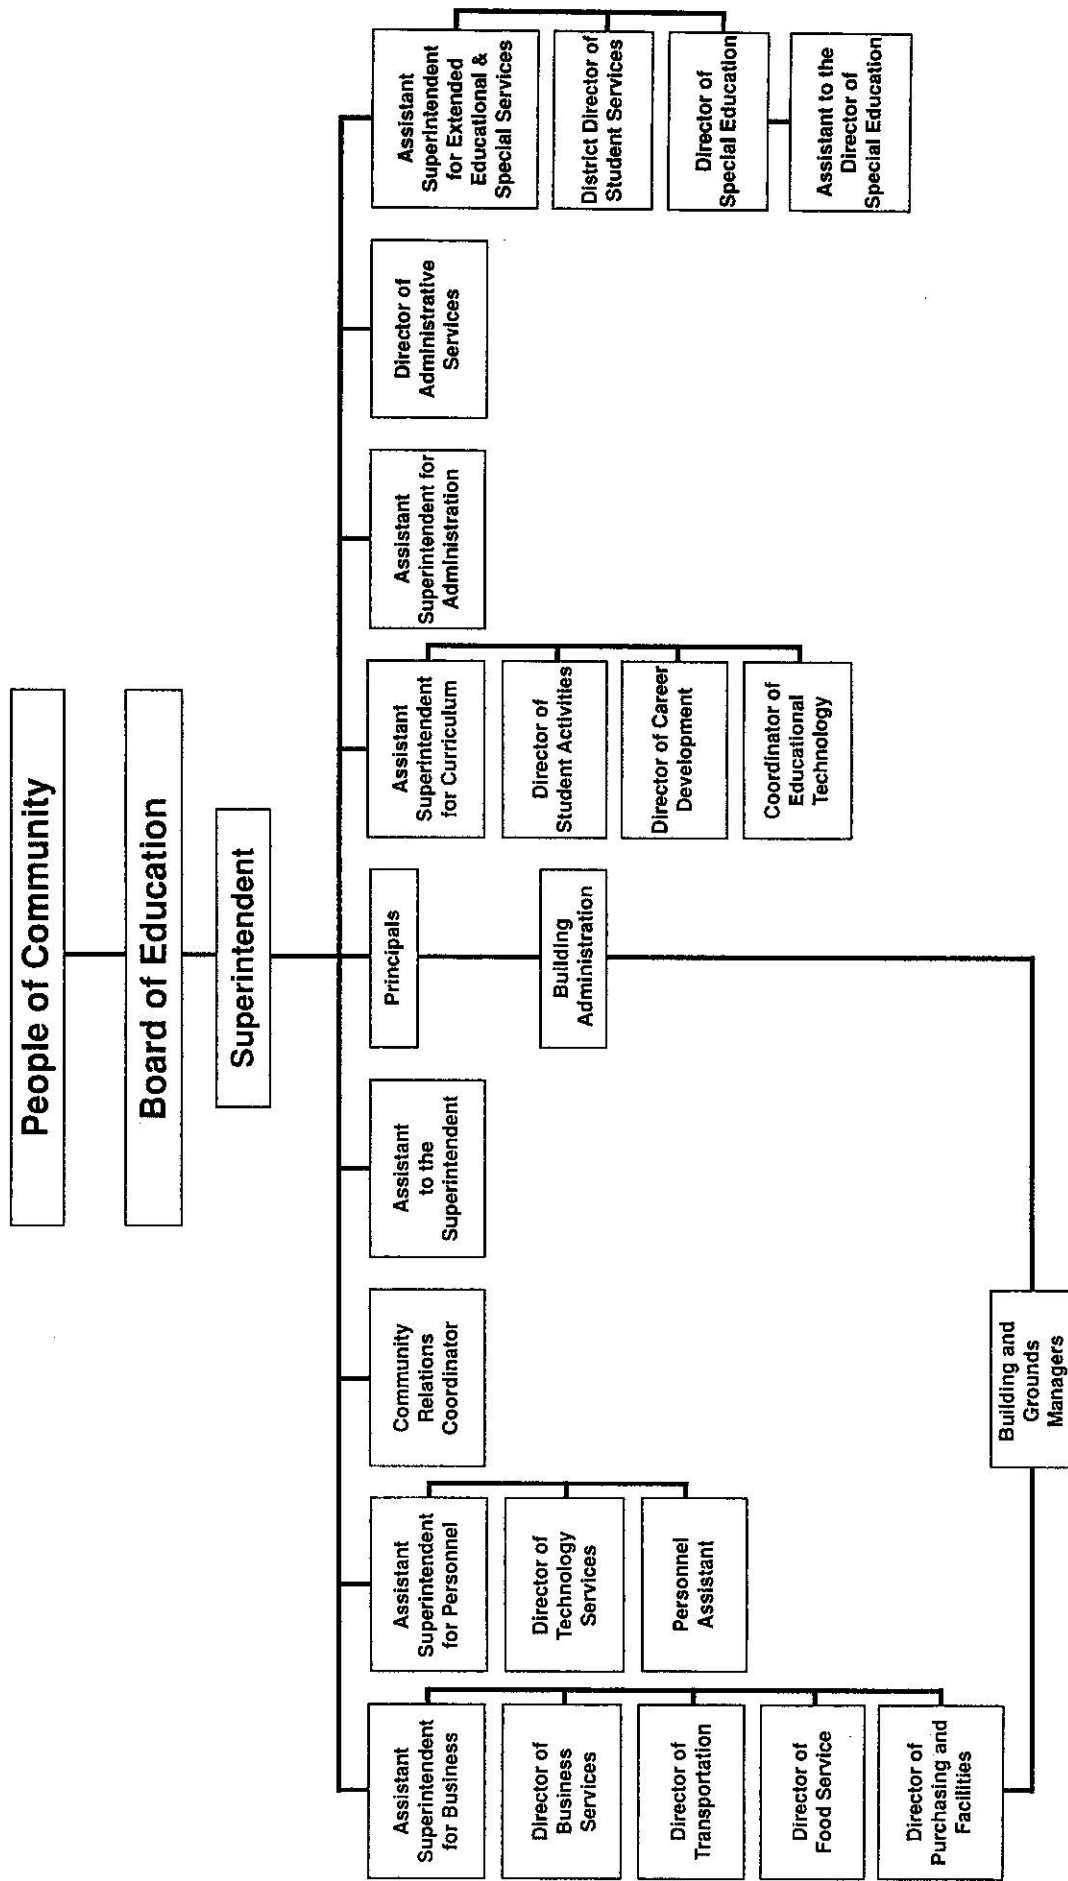 People of Community
Board of Education
Superintendent
Assistant
Superintendent
for Business
Director of
Business
Services
Director of
Transportation
Director of
Food Service
Director of
Purchasing and
Facilities
Assistant
Superintendent
for Personnel
Director of
Technology
Services
Personnel
Assistant
Community
Relations
Coordinator
Assistant
to the
Superintendent
Principals
Building
Administration
Building and
Grounds
Managers
Assistant
Superintendent
for Curriculum
Director of
Student Activities
Director of Career
Development
Coordinator of
Educational
Technology
Assistant
Superintendent for
Administration
Director of
Administrative
Services
Assistant
Superintendent
for Extended
Educational &
Special Services
District Director of
Student Services
Director of
Special Education
Assistant to the
Director of
Special Education